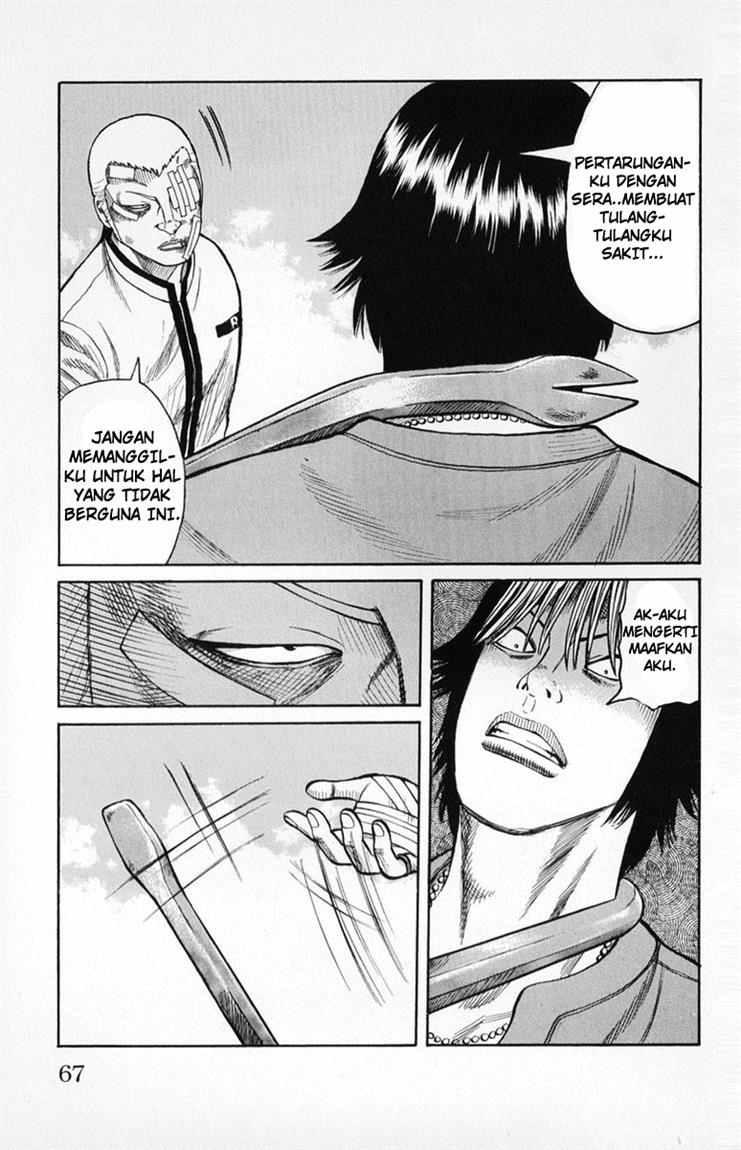 PERTARUNGAN-
KU DENGAN
SERA..MEMBUAT
TULANG-
TULANGKU
SAKIT...
R
JANGAN
MEMANGGIL-
KU UNTUK HAL
YANG TIDAK
BERGUNA INI.
AK-AKU
MENGERTI
MAAFKAN
AKU.
67